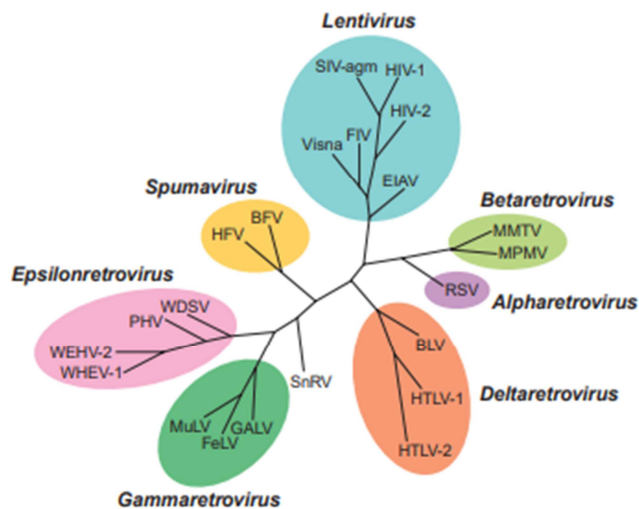 Lentivirus
SIV-agm HIV-1
HIV-2
FIV
Visna
EIAV
Spumavirus
BFV
HFV
Betaretrovirus
MMTV
MPMV
RSV
Alpharetrovirus
Epsilonretrovirus
WDSV
PHV
WEHV-2
WHEV-1
SnRV
BLV
HTLV-1
HTLV-2
Deltaretrovirus
MuLV
GALV
FeLV
Gammaretrovirus